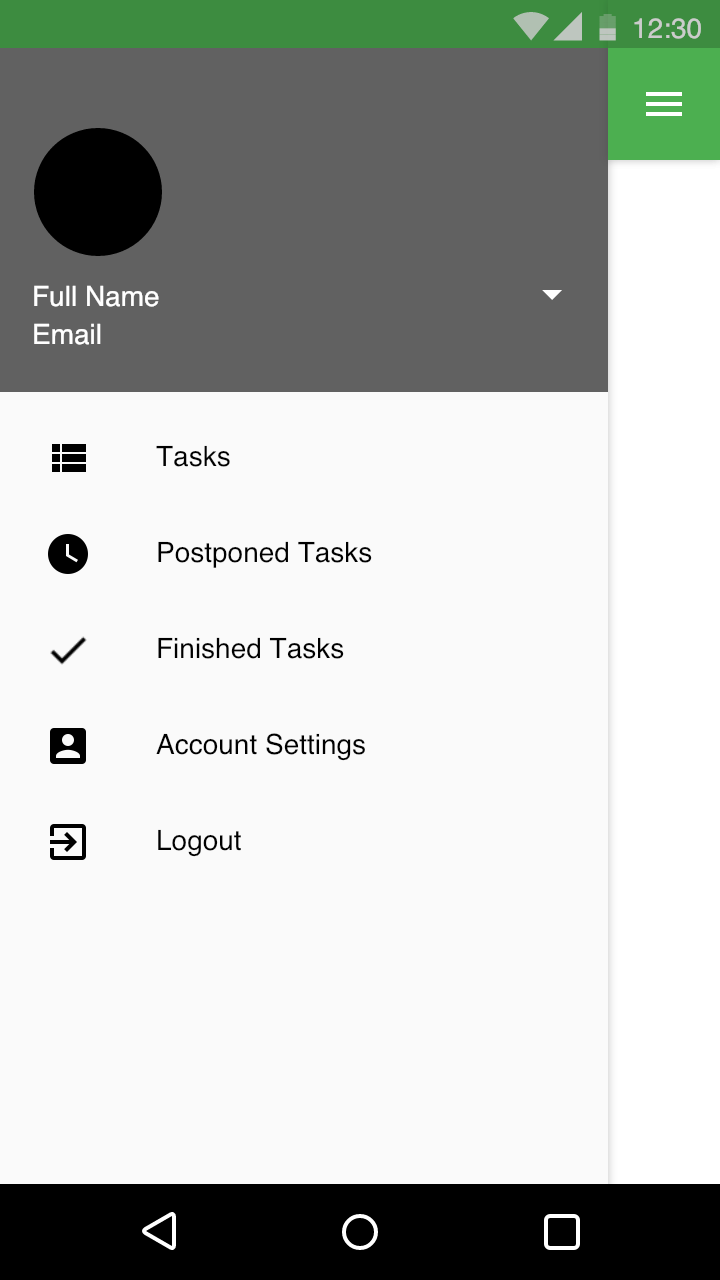 12:30
Full Name
Email
Tasks
Postponed Tasks
Finished Tasks
Account Settings
Logout